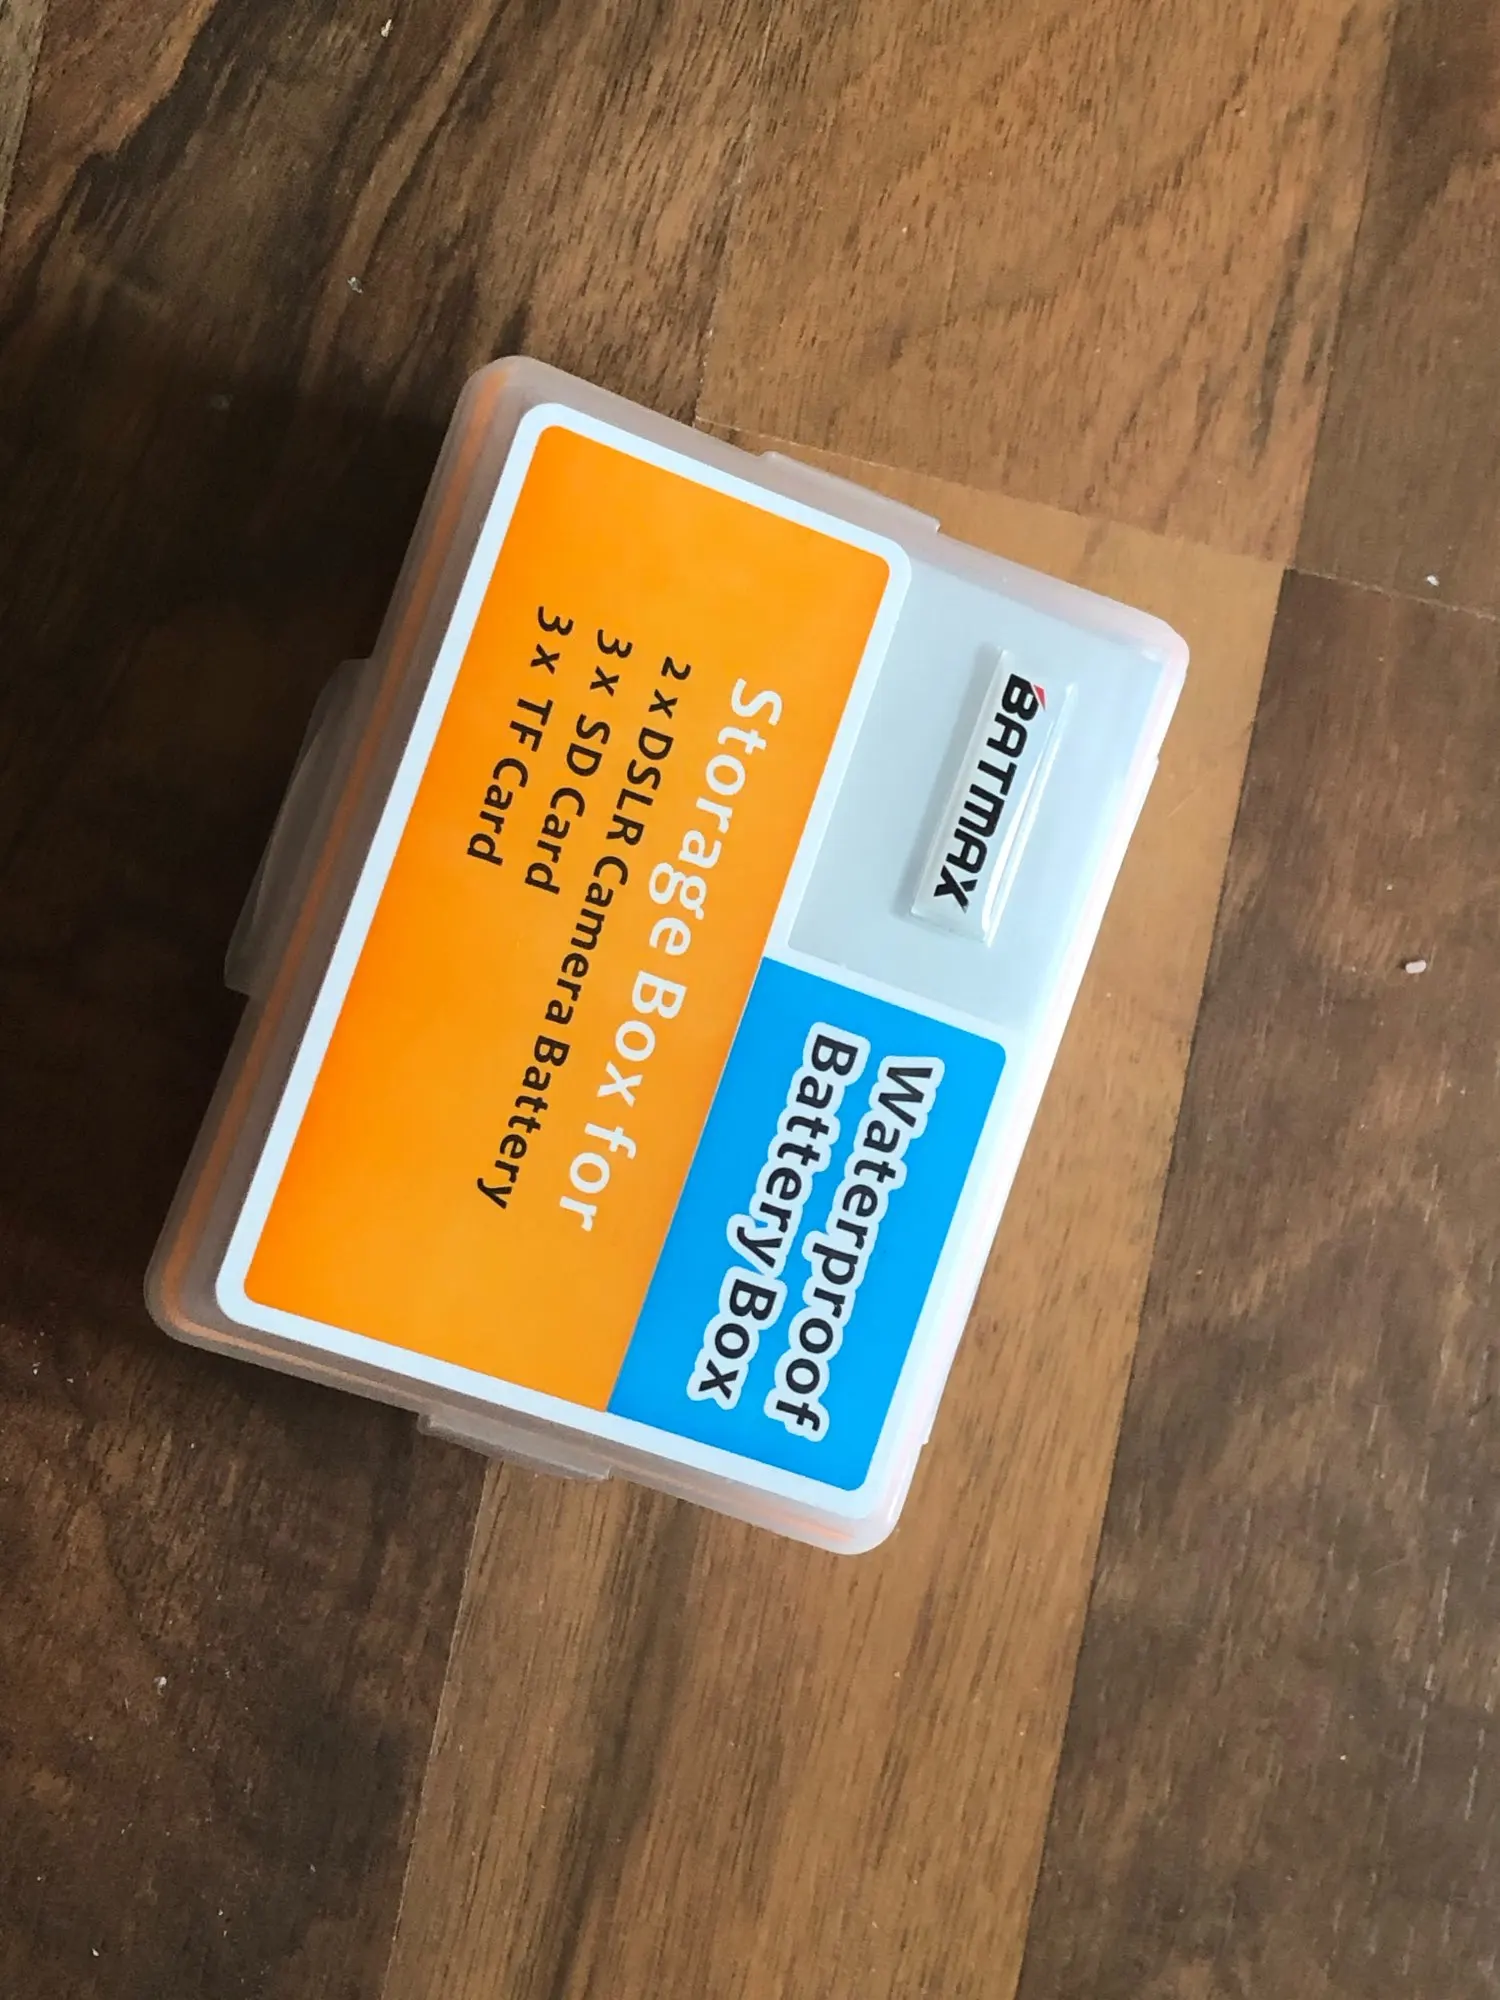 BATMAX
Waterproof
Battery Box
Storage Box for
2 x DSLR Camera Battery
3 x SD Card
3 x TF Card